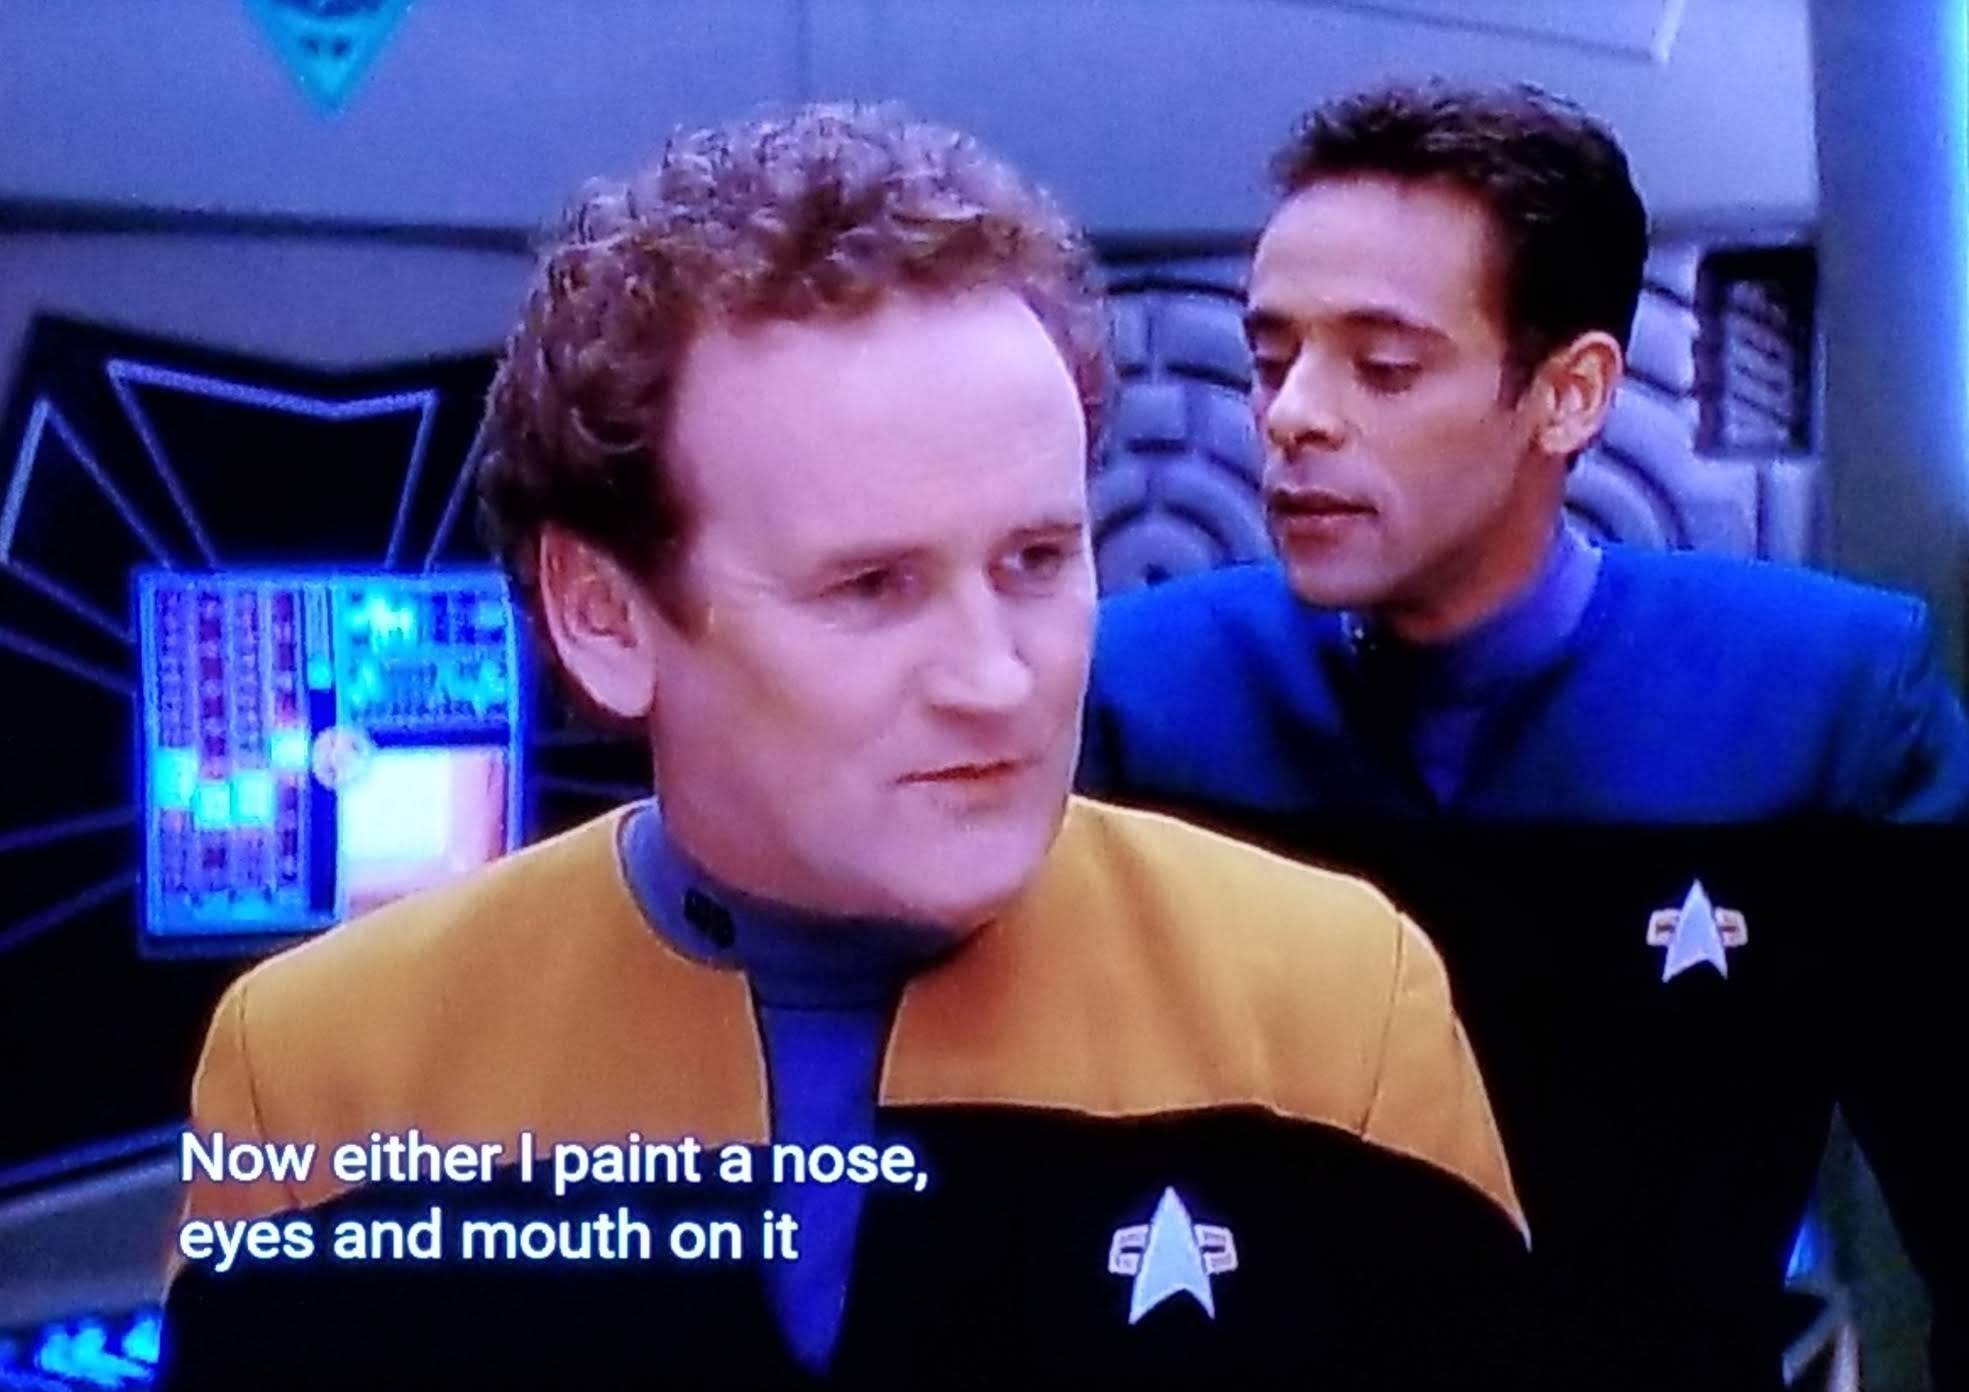 Now either I paint a nose,
eyes and mouth on it